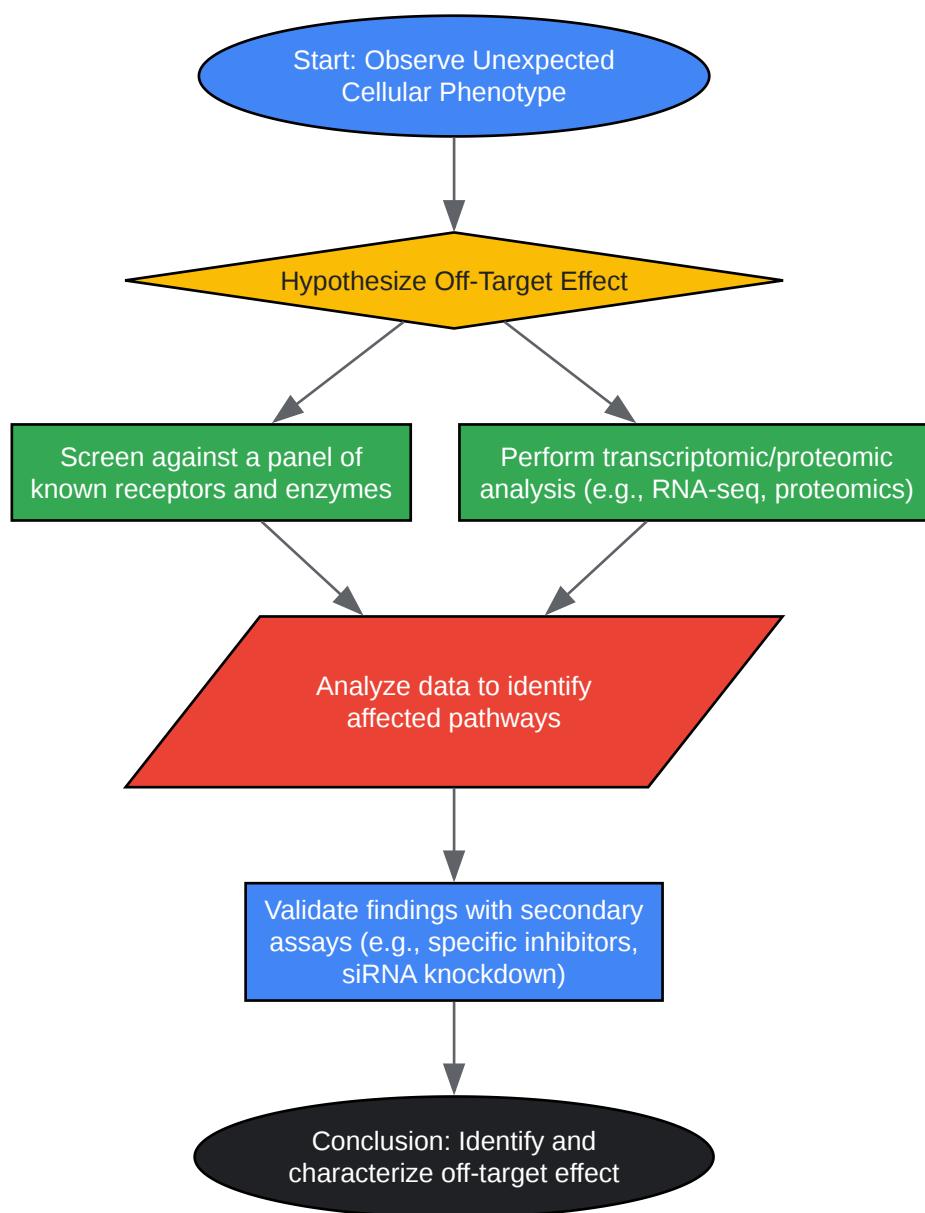 Start: Observe Unexpected
Cellular Phenotype
Hypothesize Off-Target Effect
Screen against a panel of
known receptors and enzymes
Perform transcriptomic/proteomic
analysis (e.g., RNA-seq, proteomics)
Analyze data to identify
affected pathways
Validate findings with secondary
assays (e.g., specific inhibitors,
siRNA knockdown)
Conclusion: Identify and
characterize off-target effect